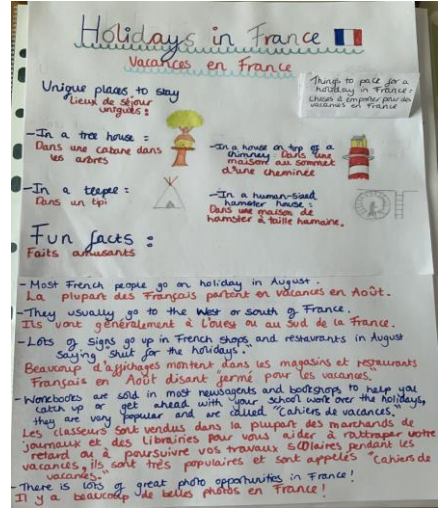 Holidays in France
Vacances en France
Things to pack for a
holiday in France:
Choses à emporter pour des
vacances en France
Unique places to stay
Lieux de séjour
uniques:
-In a tree house =
Dans une cabane dans
les arbres
-In a house on top of a
chimney: Dans une
maison au sommet
d'une cheminée
-In a teepee =
Dans un tipi
-In a human-sized
hamster house:
Dans une maison de
hamster à taille humaine.
Fun facts:
Faits amusants
-Most French people go on holiday in August.
La plupart des Français partent en vacances en Août.
-They usually go to the West or south of France.
Ils vont généralement à l'ouest ou au Sud de la France.
-Lots of signs go up in French shops and restaurants in August
saying "shut for the holidays."
Beaucoup d'affichages montent dans les magasins et restaurants
Français en Août disant "fermé pour les vacances."
-Workbooks are sold in most newsagents and bookshops to help you
catch up or get ahead with your school work over the holidays,
they are very popular and are called "Cahiers de vacances."
Les classeurs sont vendus dans la plupart des marchands de
journaux et des librairies pour vous aider à rattraper votre
retard ou à poursuivre vos travaux scolaires pendant les
vacances, ils sont très populaires et sont appelés "Cahiers de
vacances."
-There is lots of great photo opportunities in France!
Il y a beaucoup de belles photos en France!